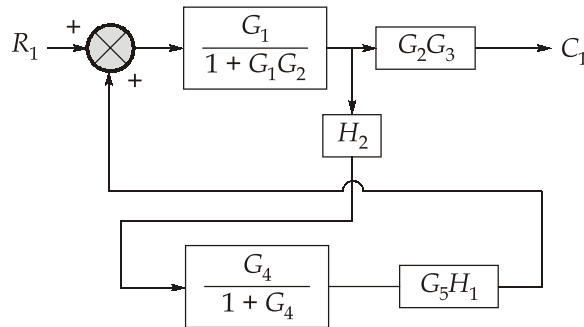 R₁ + + G₁ / 1 + G₁G₂ G₂G₃ C₁
H₂
G₄ / 1 + G₄ G₅H₁